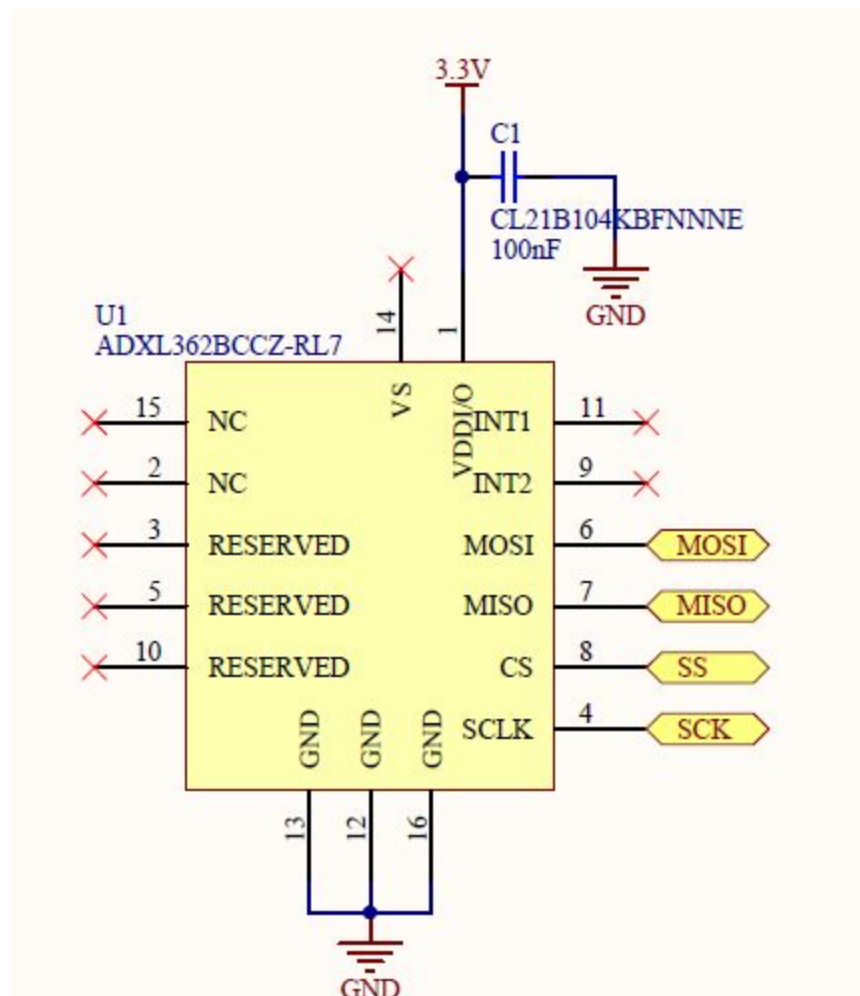 3.3V
C1
CL21B104KBFNNNE
100nF
GND
U1
ADXL362BCCZ-RL7
14
1
VS
VDDI/O
15
NC
INT1
11
2
NC
INT2
9
3
RESERVED
MOSI
6
MOSI
5
RESERVED
MISO
7
MISO
10
RESERVED
CS
8
SS
GND
GND
GND
SCLK
4
SCK
13
12
16
GND